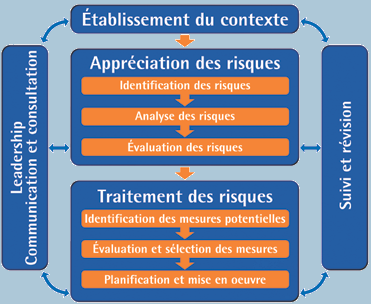 Établissement du contexte
Leadership
Communication et consultation
Appréciation des risques
Identification des risques
Analyse des risques
Évaluation des risques
Traitement des risques
Identification des mesures potentielles
Évaluation et sélection des mesures
Planification et mise en oeuvre
Suivi et révision